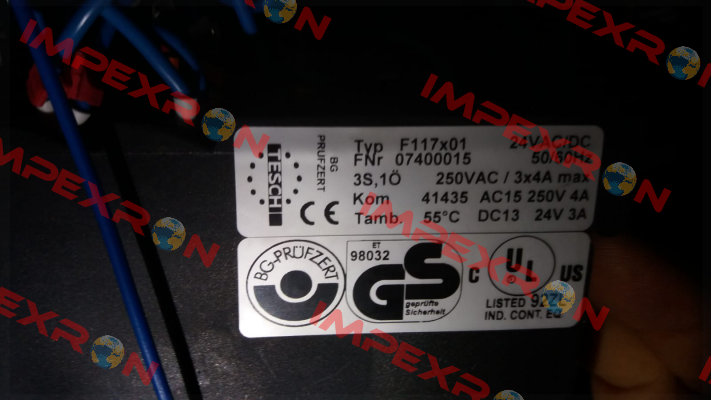 TESCH
BG
PRÜFZERT
CE
Typ F117x01 24VAC/DC
FNr 07400015 50/60Hz
3S,1Ö 250VAC / 3x4A max
Kom 41435 AC15 250V 4A
Tamb. 55°C DC13 24V 3A
BG-PRÜFZERT
ET
98032
GS
geprüfte
Sicherheit
C UL US
LISTED
IND. CONT. EQ.
IMPEXRON
IMPEXRON
IMPEXRON
IMPEXRON
IMPEXRON
IMPEXRON